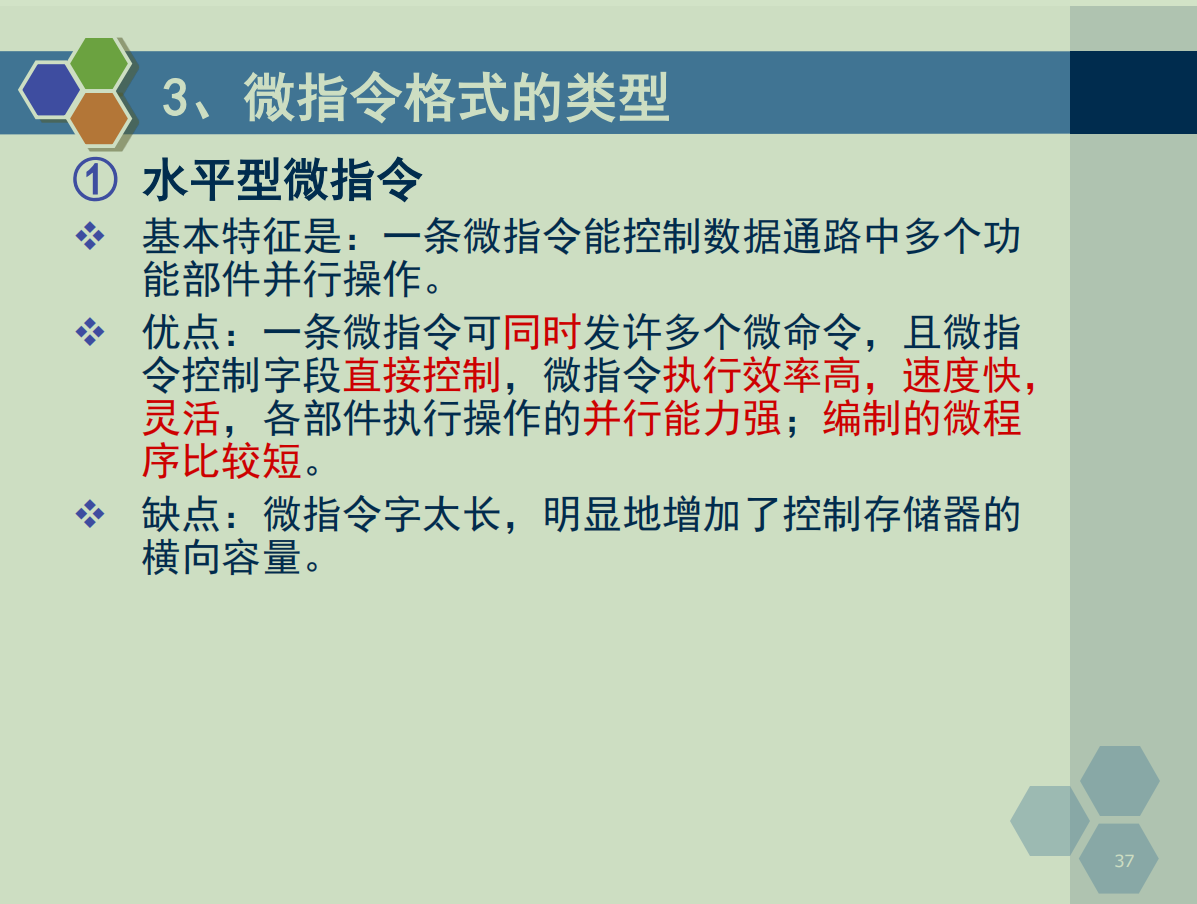 3、微指令格式的类型
① 水平型微指令
❖ 基本特征是：一条微指令能控制数据通路中多个功
能部件并行操作。
❖ 优点：一条微指令可同时发许多个微命令，且微指
令控制字段直接控制，微指令执行效率高，速度快，
灵活，各部件执行操作的并行能力强；编制的微程
序比较短。
❖ 缺点：微指令字太长，明显地增加了控制存储器的
横向容量。
37